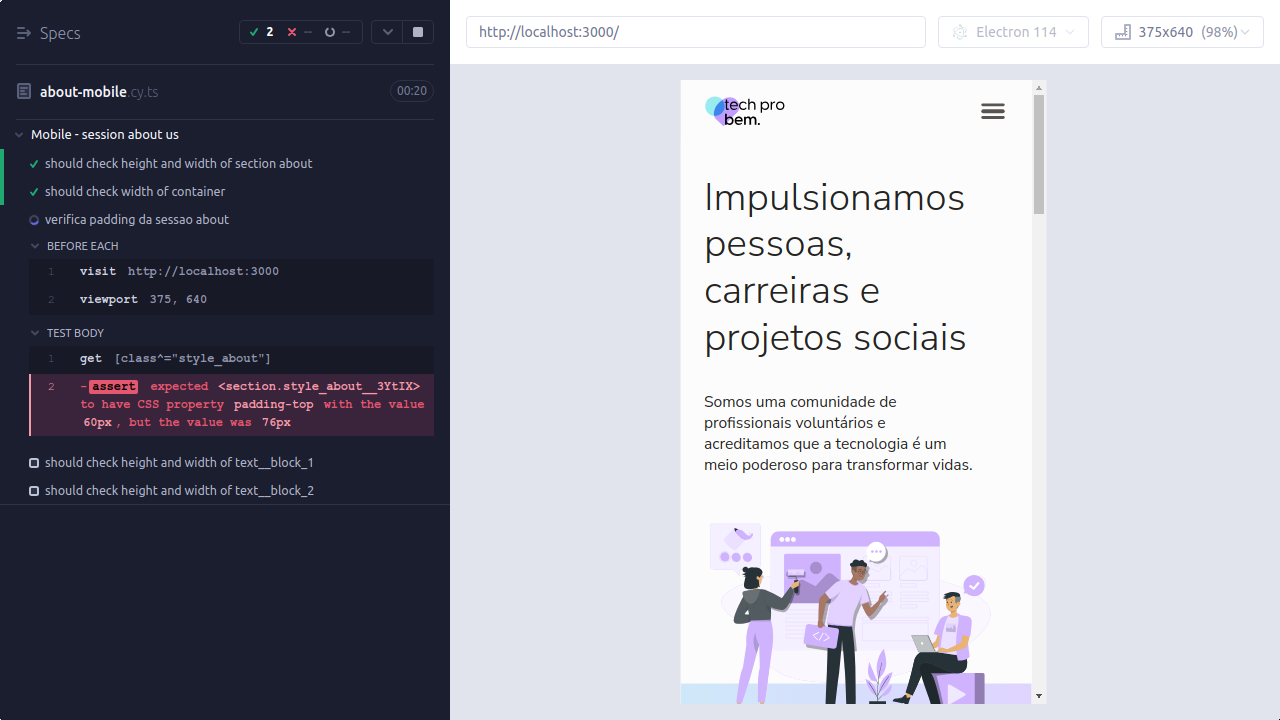 Specs
2 -- --
about-mobile.cy.ts
00:20
Mobile - session about us
should check height and width of section about
should check width of container
verifica padding da sessao about
BEFORE EACH
1 visit http://localhost:3000
2 viewport 375, 640
TEST BODY
1 get [class^="style_about"]
2 -assert expected <section.style_about__3YtIX>
to have CSS property padding-top with the value
60px, but the value was 76px
should check height and width of text__block_1
should check height and width of text__block_2
http://localhost:3000/
Electron 114
375x640 (98%)
tech pro
bem.
Impulsionamos
pessoas,
carreiras e
projetos sociais
Somos uma comunidade de
profissionais voluntários e
acreditamos que a tecnologia é um
meio poderoso para transformar vidas.